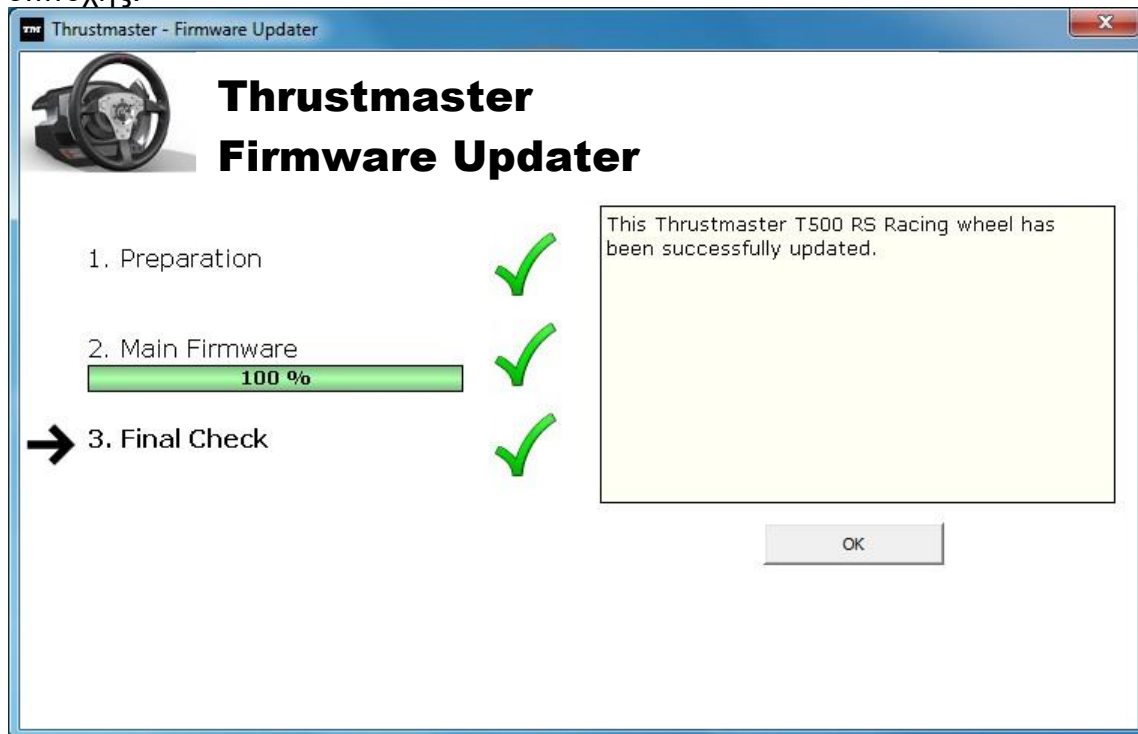 επιτυχής.
Thrustmaster - Firmware Updater
Thrustmaster
Firmware Updater
1. Preparation
2. Main Firmware
100 %
3. Final Check
This Thrustmaster T500 RS Racing wheel has
been successfully updated.
OK